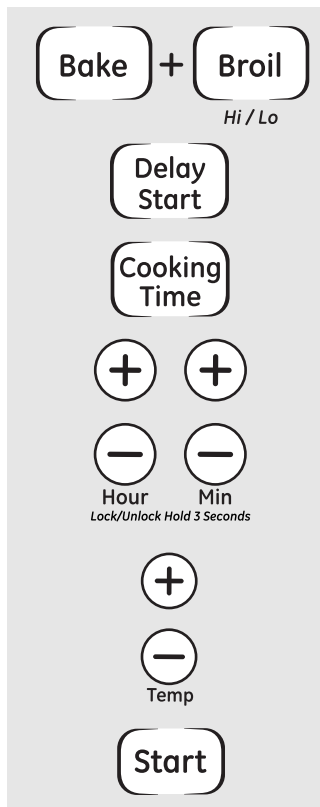 Bake + Broil
Hi / Lo
Delay
Start
Cooking
Time
+ +
− −
Hour Min
Lock/Unlock Hold 3 Seconds
+
−
Temp
Start